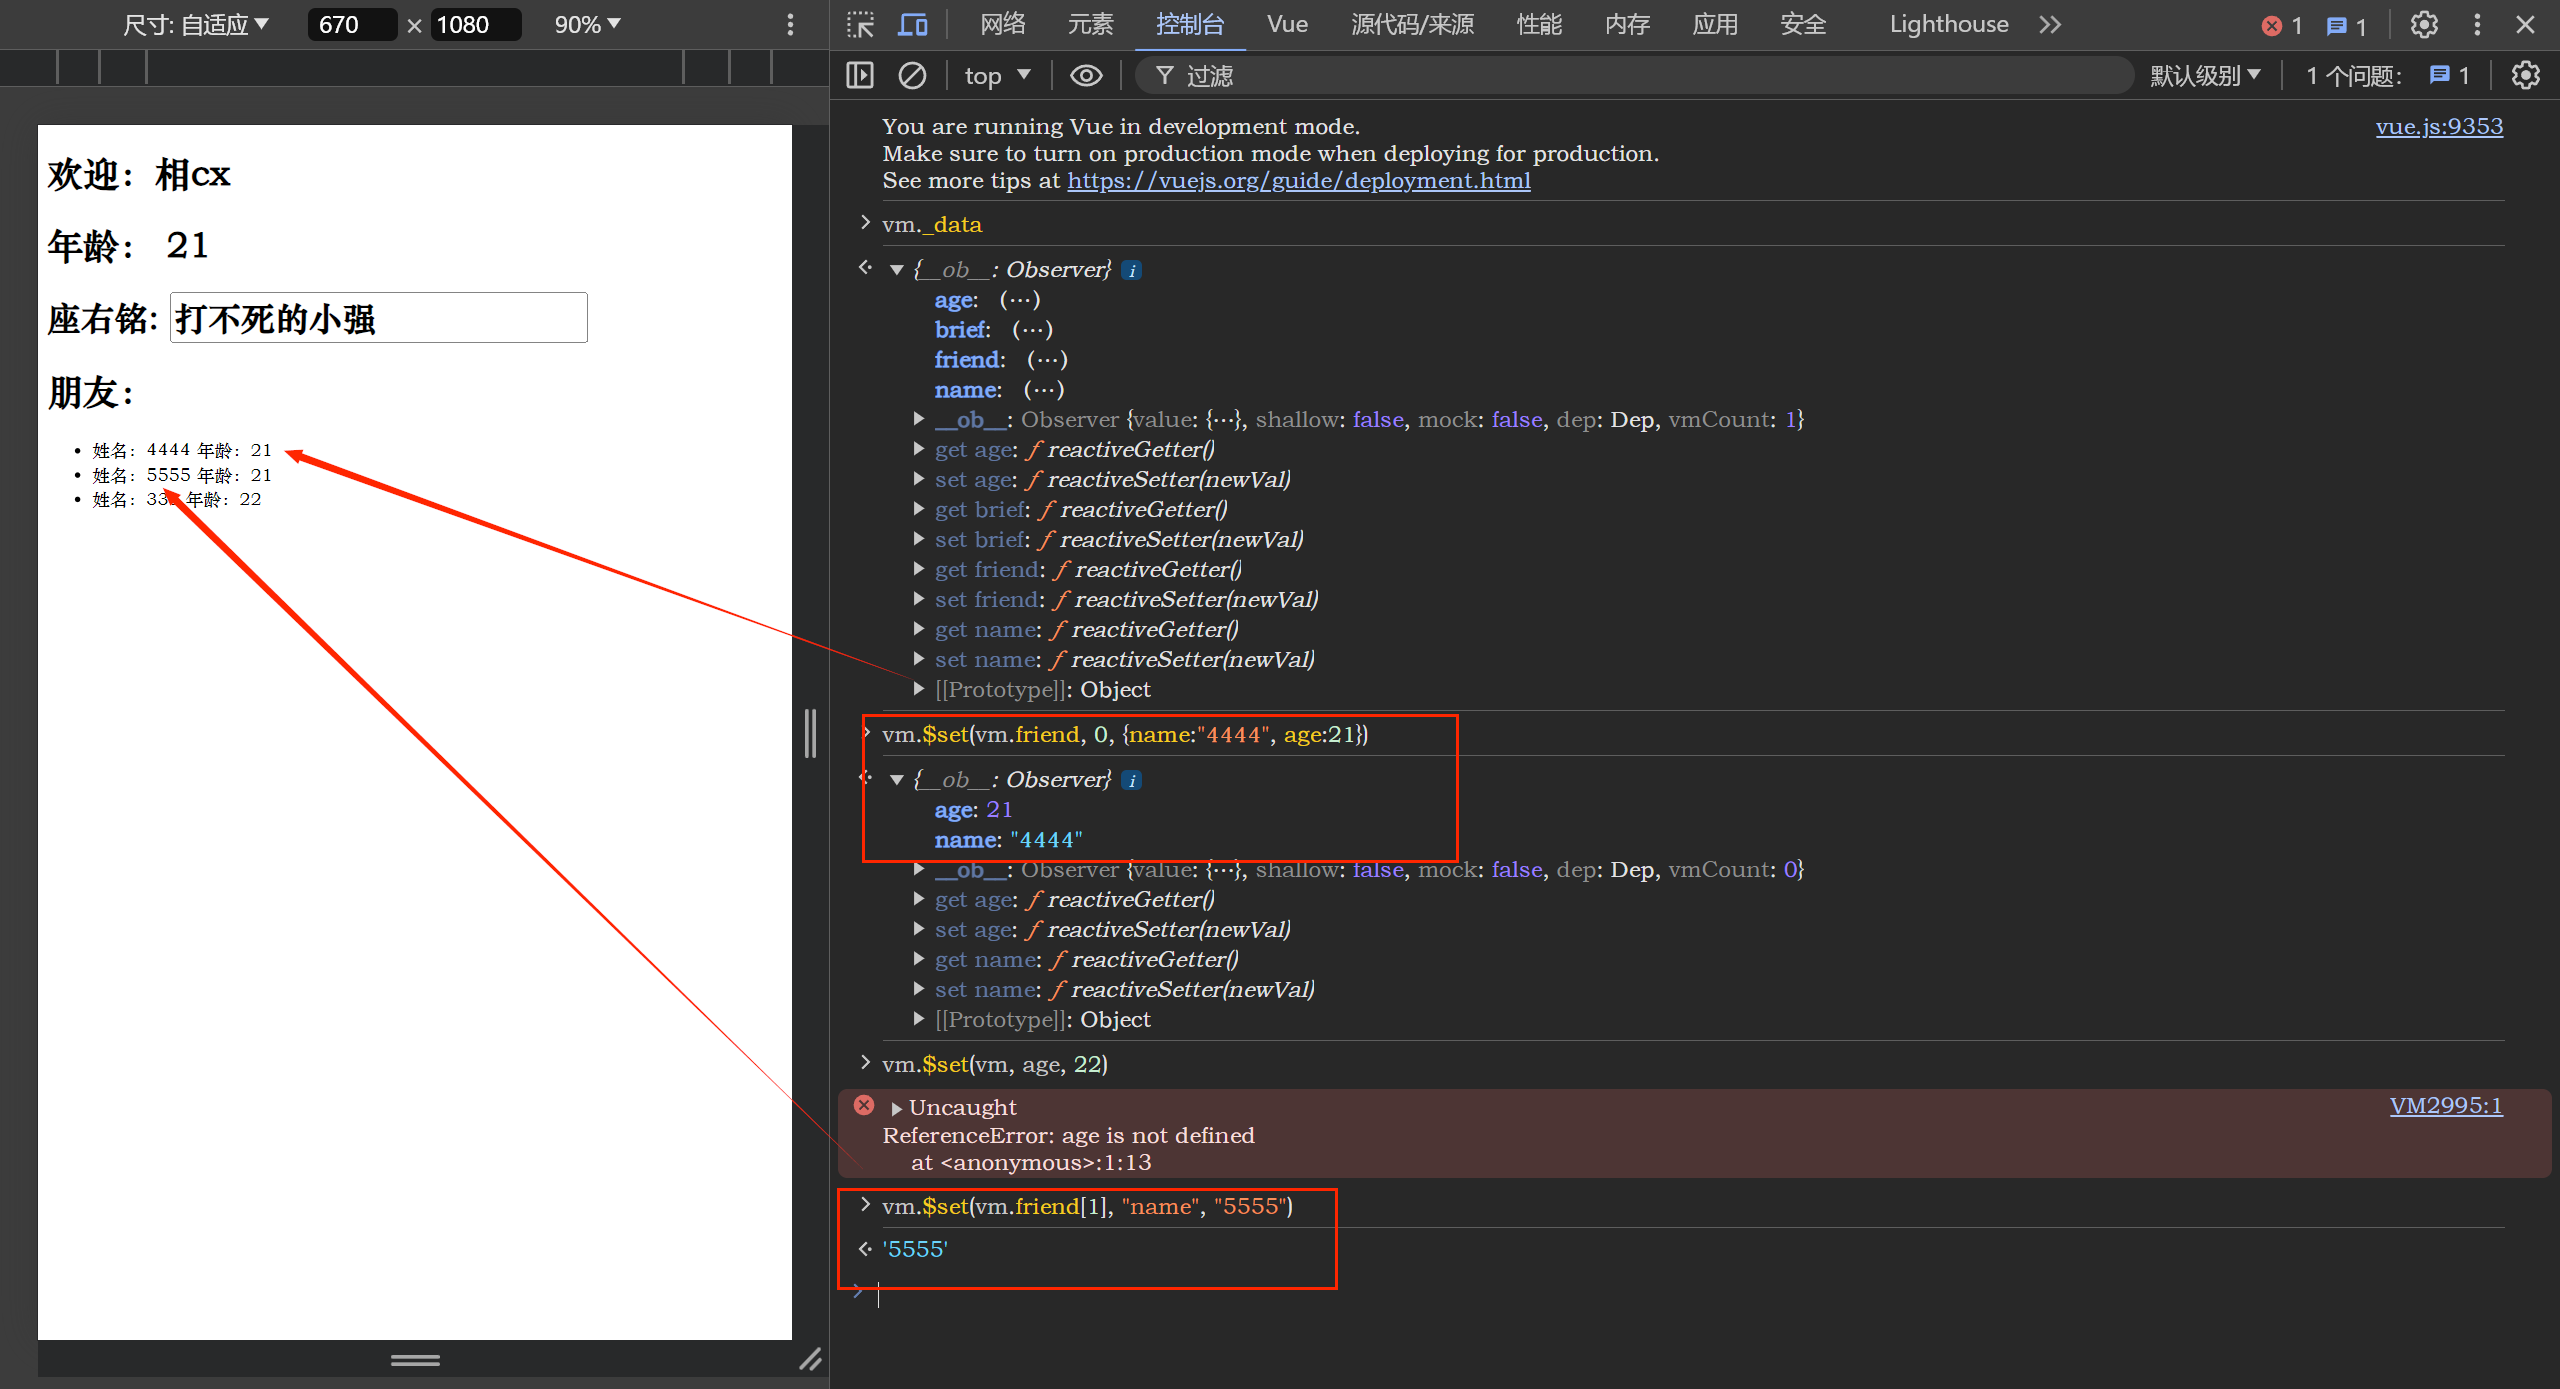 尺寸: 自适应 670 × 1080 90%
网络 元素 控制台 Vue 源代码/来源 性能 内存 应用 安全 Lighthouse 1 1
top 过滤 默认级别 1 个问题: 1
欢迎：相cx
年龄： 21
座右铭: 打不死的小强
朋友：
• 姓名：4444 年龄：21
• 姓名：5555 年龄：21
• 姓名：33 年龄：22
You are running Vue in development mode. vue.js:9353
Make sure to turn on production mode when deploying for production.
See more tips at https://vuejs.org/guide/deployment.html
> vm._data
{__ob__: Observer} i
age: (...)
brief: (...)
friend: (...)
name: (...)
__ob__: Observer {value: {…}, shallow: false, mock: false, dep: Dep, vmCount: 1}
get age: ƒ reactiveGetter()
set age: ƒ reactiveSetter(newVal)
get brief: ƒ reactiveGetter()
set brief: ƒ reactiveSetter(newVal)
get friend: ƒ reactiveGetter()
set friend: ƒ reactiveSetter(newVal)
get name: ƒ reactiveGetter()
set name: ƒ reactiveSetter(newVal)
[[Prototype]]: Object
> vm.$set(vm.friend, 0, {name:"4444", age:21})
{__ob__: Observer} i
age: 21
name: "4444"
__ob__: Observer {value: {…}, shallow: false, mock: false, dep: Dep, vmCount: 0}
get age: ƒ reactiveGetter()
set age: ƒ reactiveSetter(newVal)
get name: ƒ reactiveGetter()
set name: ƒ reactiveSetter(newVal)
[[Prototype]]: Object
> vm.$set(vm, age, 22)
Uncaught VM2995:1
ReferenceError: age is not defined
at <anonymous>:1:13
> vm.$set(vm.friend[1], "name", "5555")
'5555'